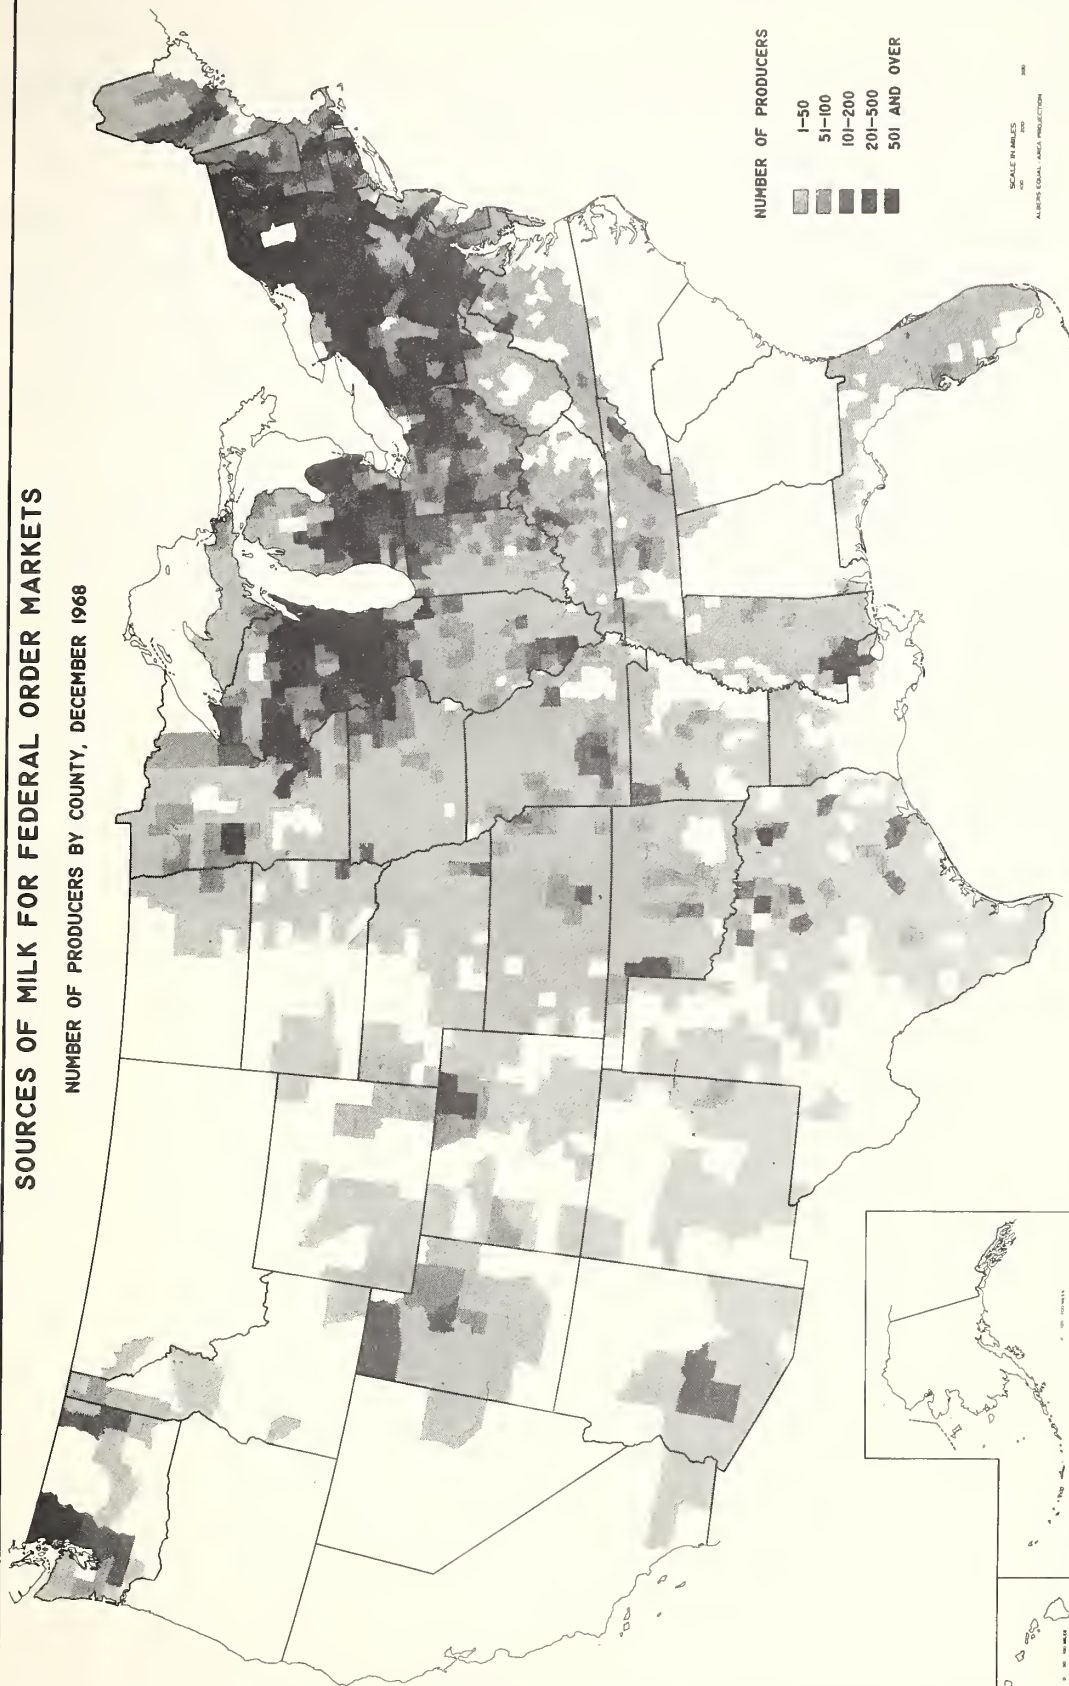 SOURCES OF MILK FOR FEDERAL ORDER MARKETS
NUMBER OF PRODUCERS BY COUNTY, DECEMBER 1968
NUMBER OF PRODUCERS
1-50
51-100
101-200
201-500
501 AND OVER
SCALE IN MILES
ALBERS EQUAL-AREA PROJECTION